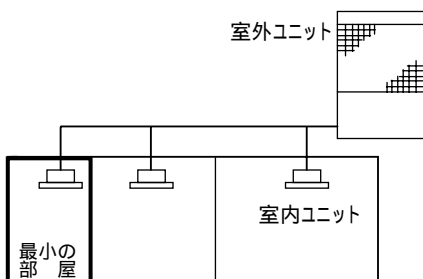 室外ユニット
室内ユニット
最小の
部　屋